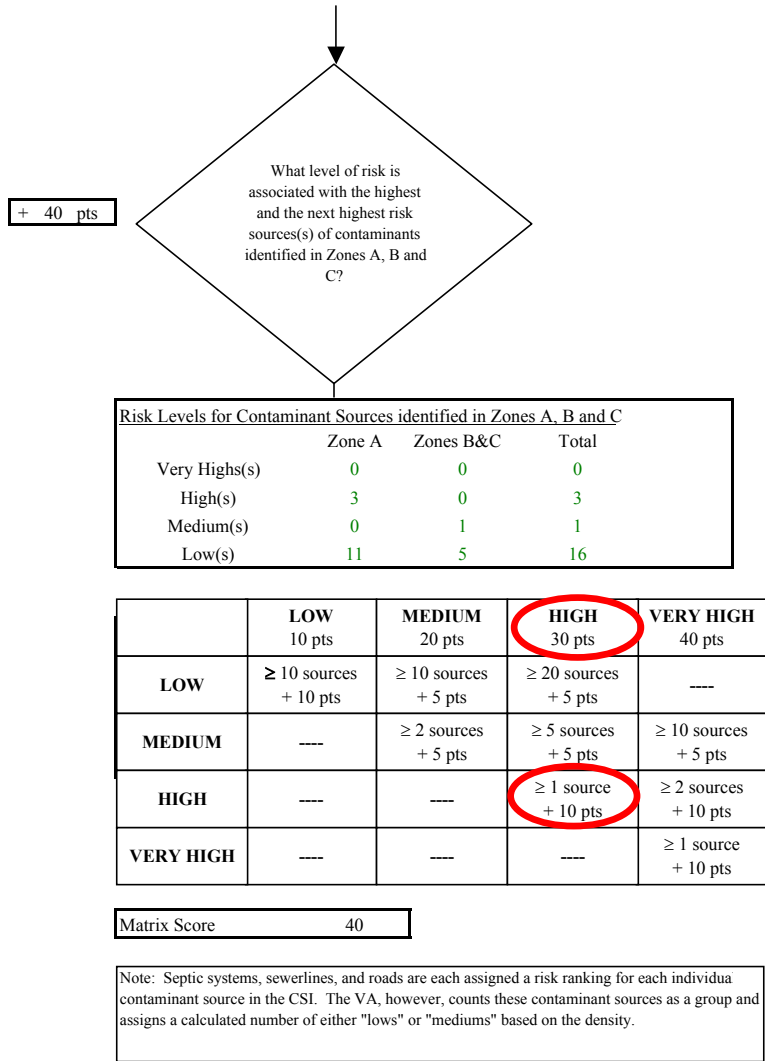 What level of risk is
associated with the highest
and the next highest risk
sources(s) of contaminants
identified in Zones A, B and
C?
+ 40 pts
Risk Levels for Contaminant Sources identified in Zones A, B and C
Zone A Zones B&C Total
Very Highs(s) 0 0 0
High(s) 3 0 3
Medium(s) 0 1 1
Low(s) 11 5 16
LOW MEDIUM HIGH VERY HIGH
10 pts 20 pts 30 pts 40 pts
LOW ≥ 10 sources ≥ 10 sources ≥ 20 sources ----
+ 10 pts + 5 pts + 5 pts
MEDIUM ---- ≥ 2 sources ≥ 5 sources ≥ 10 sources
+ 5 pts + 5 pts + 5 pts
HIGH ---- ---- ≥ 1 source ≥ 2 sources
+ 10 pts + 10 pts
VERY HIGH ---- ---- ---- ≥ 1 source
+ 10 pts
Matrix Score 40
Note: Septic systems, sewerlines, and roads are each assigned a risk ranking for each individua
contaminant source in the CSI. The VA, however, counts these contaminant sources as a group and
assigns a calculated number of either "lows" or "mediums" based on the density.